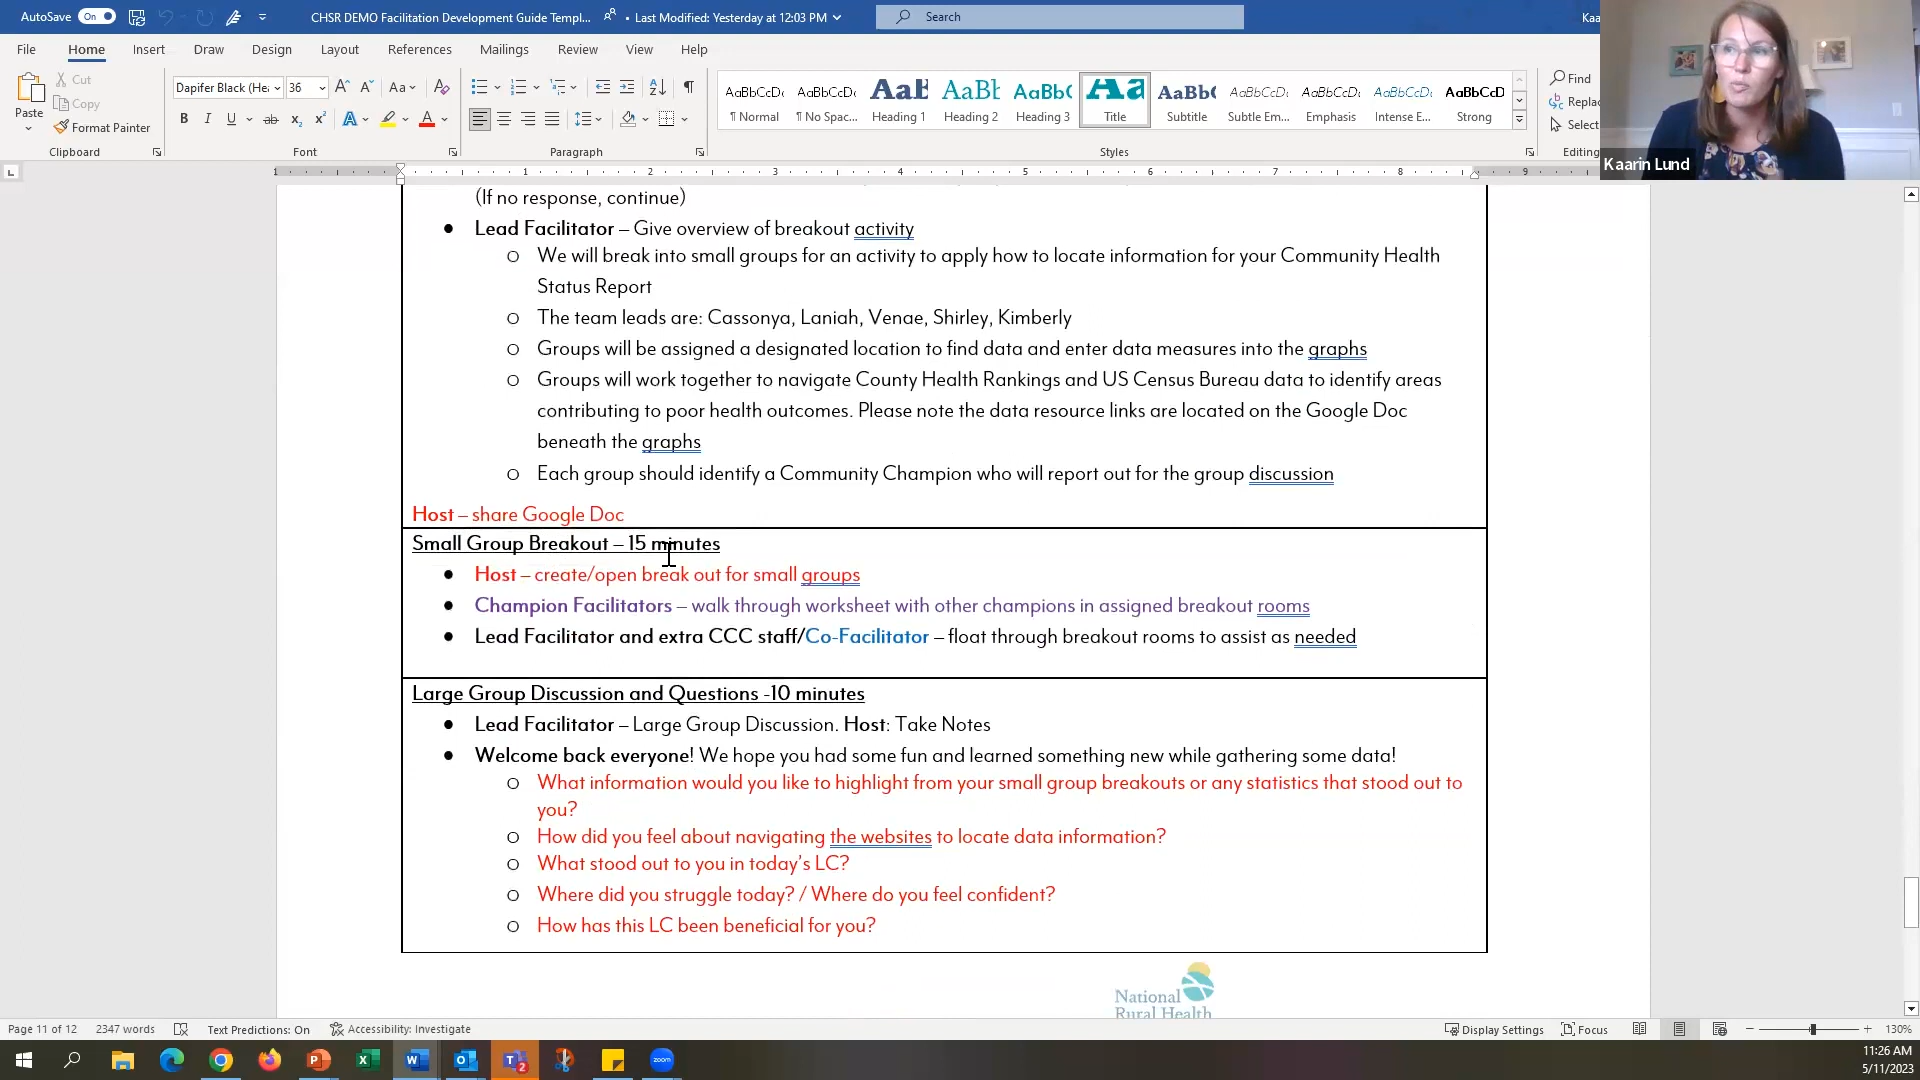 AutoSave On CHSR DEMO Facilitation Development Guide Templ... • Last Modified: Yesterday at 12:03 PM Search Kaa
File Home Insert Draw Design Layout References Mailings Review View Help
Paste Cut Copy Format Painter
Dapifer Black (Hea 36
AaBbCcDc AaBbCcDc AaB AaBb AaBbC Aa AaBbC AaBbCcDc AaBbCcDc AaBbCcDc AaBbCcD
¶ Normal ¶ No Spac... Heading 1 Heading 2 Heading 3 Title Subtitle Subtle Em... Emphasis Intense E... Strong
Find
Replac
Select
Clipboard Font Paragraph Styles Editing
Kaarin Lund
1 1 2 3 4 5 6 7 8 9
(If no response, continue)
● Lead Facilitator – Give overview of breakout activity
o We will break into small groups for an activity to apply how to locate information for your Community Health
Status Report
o The team leads are: Cassonya, Laniah, Venae, Shirley, Kimberly
o Groups will be assigned a designated location to find data and enter data measures into the graphs
o Groups will work together to navigate County Health Rankings and US Census Bureau data to identify areas
contributing to poor health outcomes. Please note the data resource links are located on the Google Doc
beneath the graphs
o Each group should identify a Community Champion who will report out for the group discussion
Host – share Google Doc
Small Group Breakout – 15 minutes
● Host – create/open break out for small groups
● Champion Facilitators – walk through worksheet with other champions in assigned breakout rooms
● Lead Facilitator and extra CCC staff/Co-Facilitator – float through breakout rooms to assist as needed
Large Group Discussion and Questions -10 minutes
● Lead Facilitator – Large Group Discussion. Host: Take Notes
● Welcome back everyone! We hope you had some fun and learned something new while gathering some data!
o What information would you like to highlight from your small group breakouts or any statistics that stood out to
you?
o How did you feel about navigating the websites to locate data information?
o What stood out to you in today's LC?
o Where did you struggle today? / Where do you feel confident?
o How has this LC been beneficial for you?
National
Rural Health
Page 11 of 12 2347 words Text Predictions: On Accessibility: Investigate Display Settings Focus 130%
11:26 AM
5/11/2023